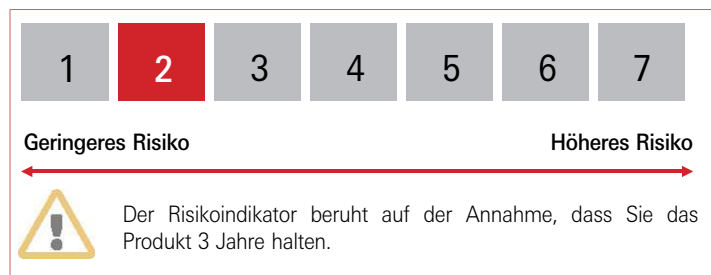 1 2 3 4 5 6 7
Geringeres Risiko Höheres Risiko
Der Risikoindikator beruht auf der Annahme, dass Sie das
Produkt 3 Jahre halten.